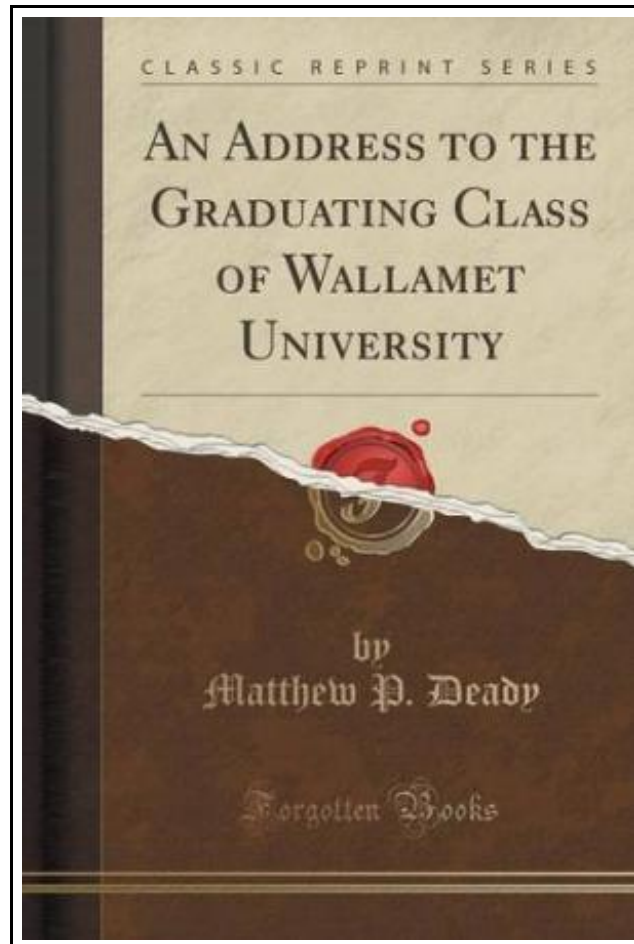 CLASSIC REPRINT SERIES
AN ADDRESS TO THE
GRADUATING CLASS
OF WALLAMET
UNIVERSITY
F
by
Matthew P. Deady
Forgotten Books